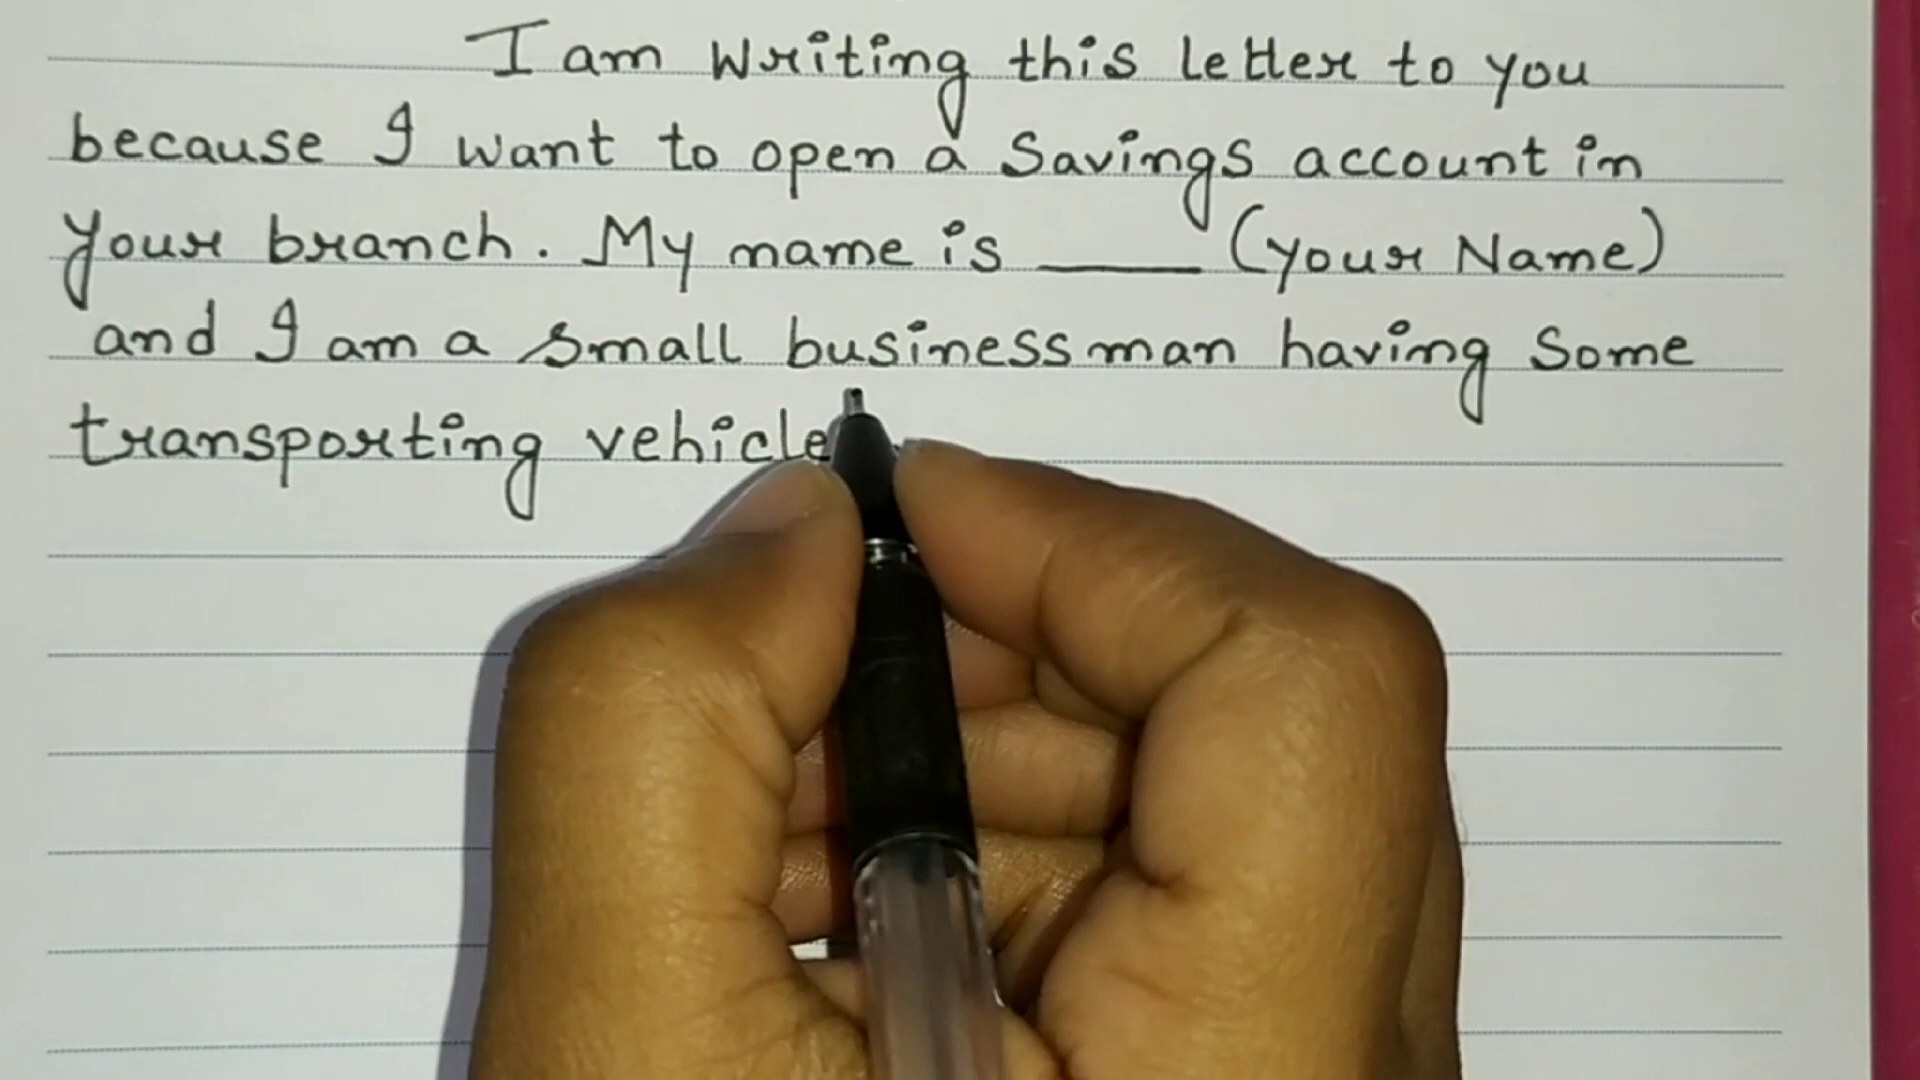 I am writing this letter to you
because I want to open a Savings account in
your branch. My name is _____ (your Name)
and I am a small businessman having Some
transporting vehicle